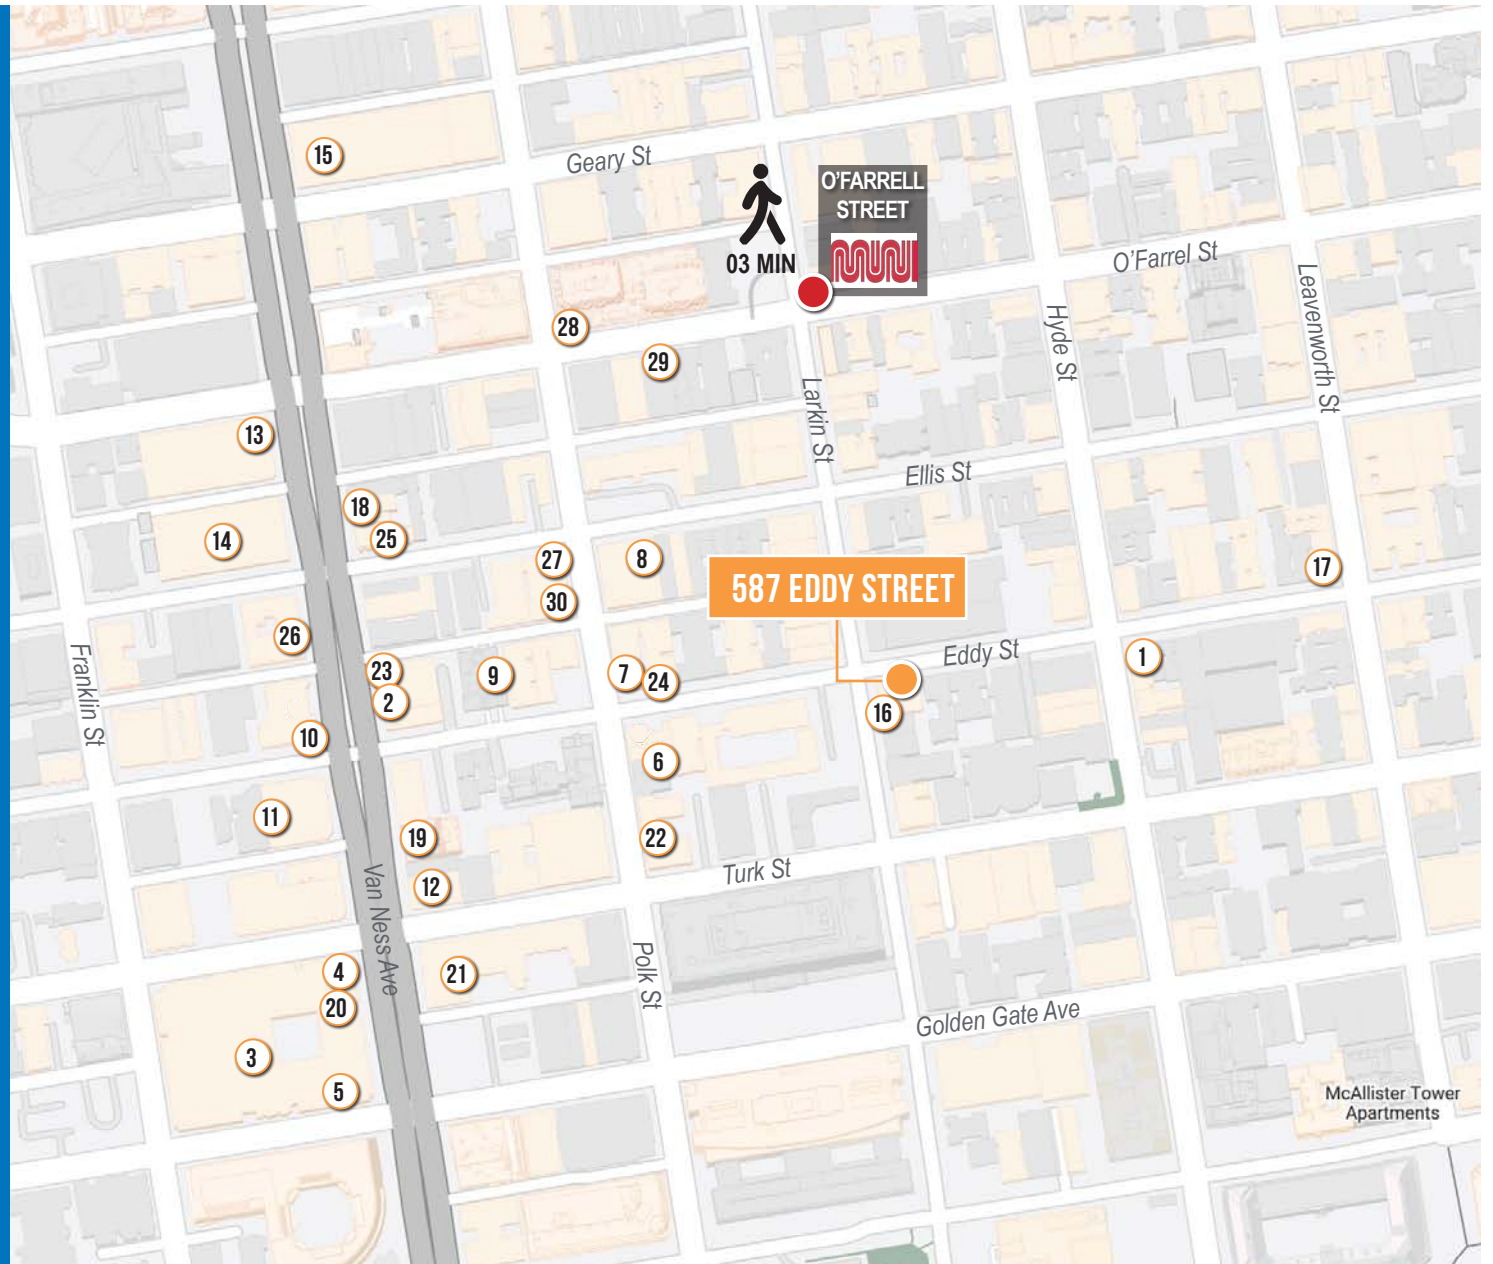 15
Geary St
O'FARRELL
STREET
MUNI
03 MIN
O'Farrel St
Leavenworth St
Hyde St
28
29
Larkin St
13
Ellis St
18
25
14
27
8
30
587 EDDY STREET
17
26
Franklin St
23
2
9
7
24
Eddy St
1
16
10
6
11
19
22
12
Turk St
Van Ness Ave
4
20
21
Polk St
3
5
Golden Gate Ave
McAllister Tower
Apartments